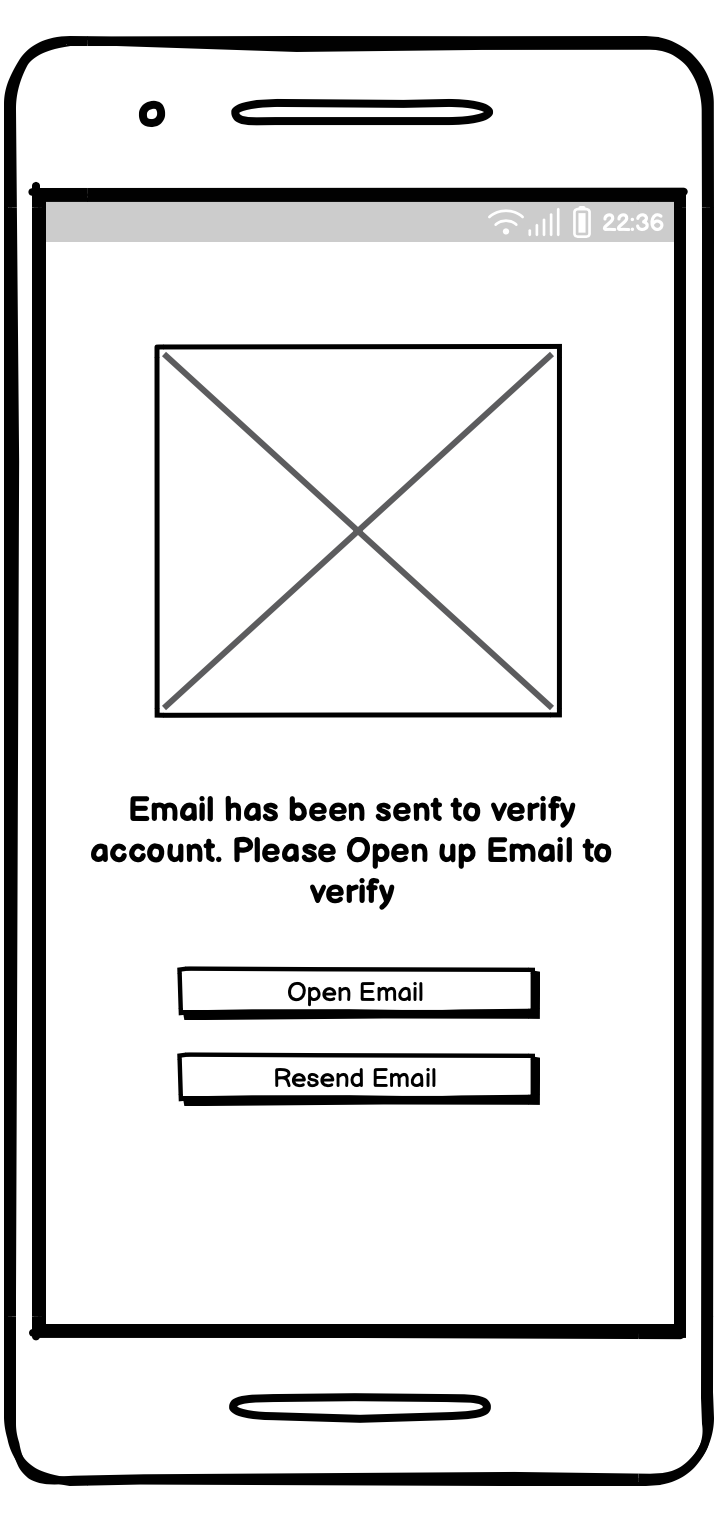 22:36
Email has been sent to verify
account. Please Open up Email to
verify
Open Email
Resend Email